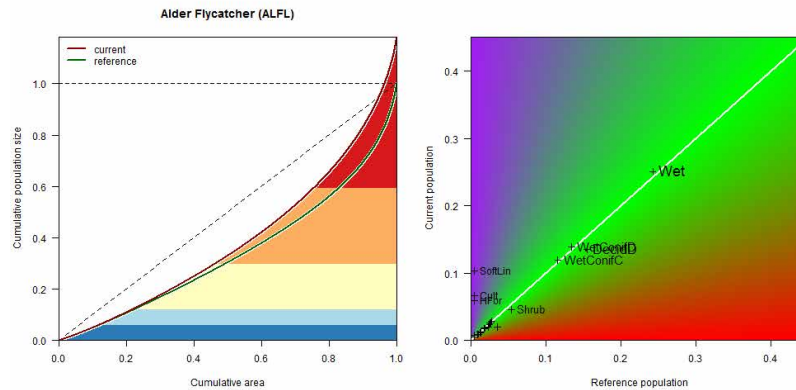 Alder Flycatcher (ALFL)
current
reference
Cumulative population size
1.0
0.8
0.6
0.4
0.2
0.0
0.0 0.2 0.4 0.6 0.8 1.0
Cumulative area
Current population
0.4
0.3
0.2
0.1
0.0
Wet
WetConifD
DecidD
WetConifC
SoftLin
Cult
HFor
Shrub
0.0 0.1 0.2 0.3 0.4
Reference population